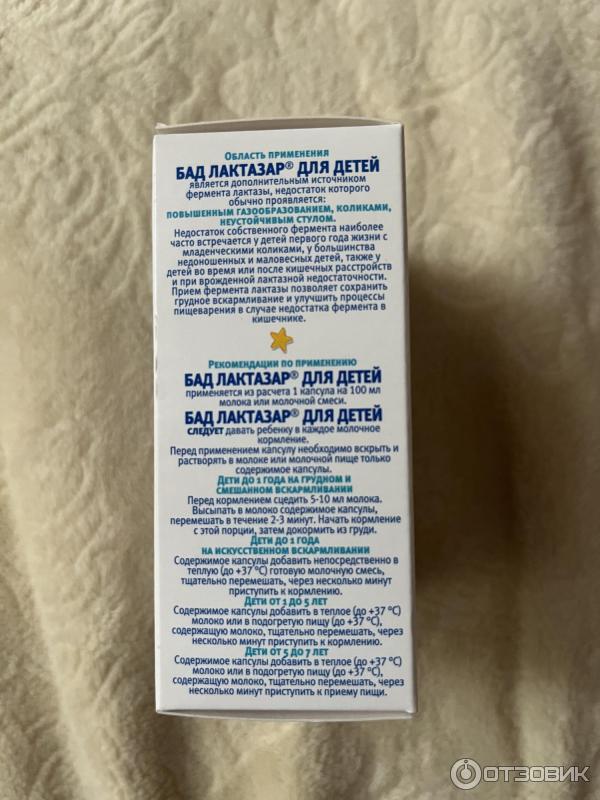 Область применения
БАД ЛАКТАЗАР® ДЛЯ ДЕТЕЙ
является дополнительным источником
фермента лактазы, недостаток которого
обычно проявляется:
ПОВЫШЕННЫМ ГАЗООБРАЗОВАНИЕМ, КОЛИКАМИ,
НЕУСТОЙЧИВЫМ СТУЛОМ.
Недостаток собственного фермента наиболее
часто встречается у детей первого года жизни с
младенческими коликами, у большинства
недоношенных и маловесных детей, также у
детей во время или после кишечных расстройств
и при врожденной лактазной недостаточности.
Прием фермента лактазы позволяет сохранить
грудное вскармливание и улучшить процессы
пищеварения в случае недостатка фермента в
кишечнике.
Рекомендации по применению
БАД ЛАКТАЗАР® ДЛЯ ДЕТЕЙ
применяется из расчета 1 капсула на 100 мл
молока или молочной смеси.
БАД ЛАКТАЗАР® ДЛЯ ДЕТЕЙ
СЛЕДУЕТ давать ребенку в каждое молочное
кормление.
Перед применением капсулу необходимо вскрыть и
растворять в молоке или молочной пище только
содержимое капсулы.
Дети до 1 года на грудном и
смешанном вскармливании
Перед кормлением сцедить 5-10 мл молока.
Высыпать в молоко содержимое капсулы,
перемешать в течение 2-3 минут. Начать кормление
с этой порции, затем докормить из груди.
Дети до 1 года
на искусственном вскармливании
Содержимое капсулы добавить непосредственно в
теплую (до +37 °С) готовую молочную смесь,
тщательно перемешать, через несколько минут
приступить к кормлению.
Дети от 1 до 5 лет
Содержимое капсулы добавить в теплое (до +37 °С)
молоко или в подогретую пищу (до +37 °С),
содержащую молоко, тщательно перемешать, через
несколько минут приступить к кормлению.
Дети от 5 до 7 лет
Содержимое капсулы добавить в теплое (до +37 °С)
молоко или в подогретую пищу (до +37 °С),
содержащую молоко, тщательно перемешать, через
несколько минут приступить к приему пищи.
ОТЗОВИК